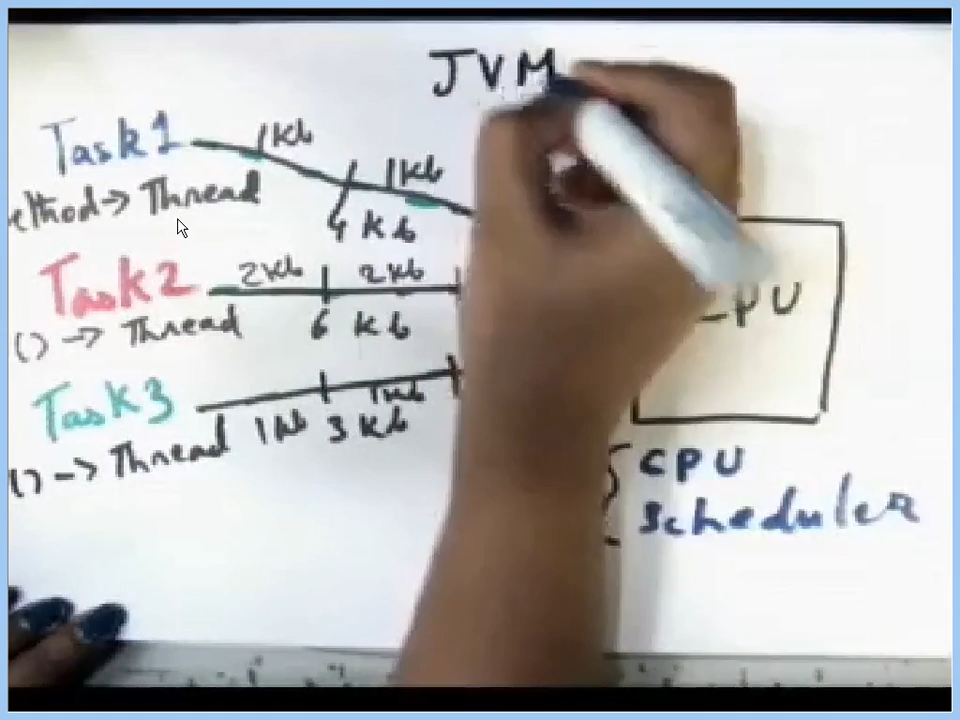 JVM
Task1 1Kb 1Kb
ethod-> Thread 4 Kb
Task2 2Kb 2Kb
() -> Thread 6 Kb
PU
Task3 1Kb
() -> Thread 1Kb 3 Kb
CPU
Scheduler